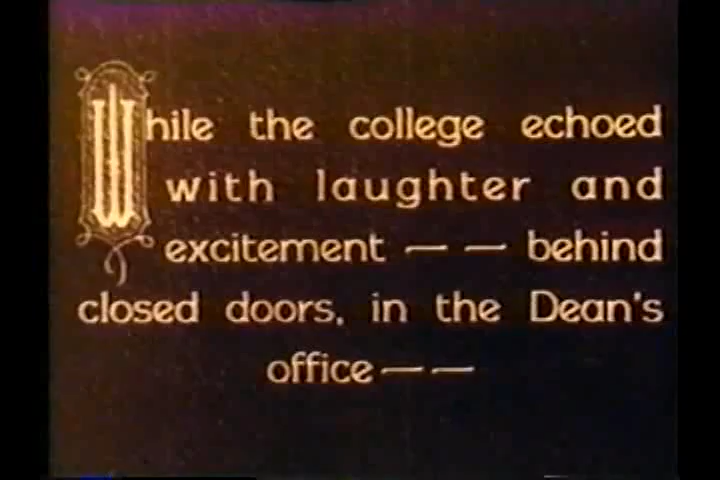 While the college echoed
with laughter and
excitement — — behind
closed doors, in the Dean's
office — —